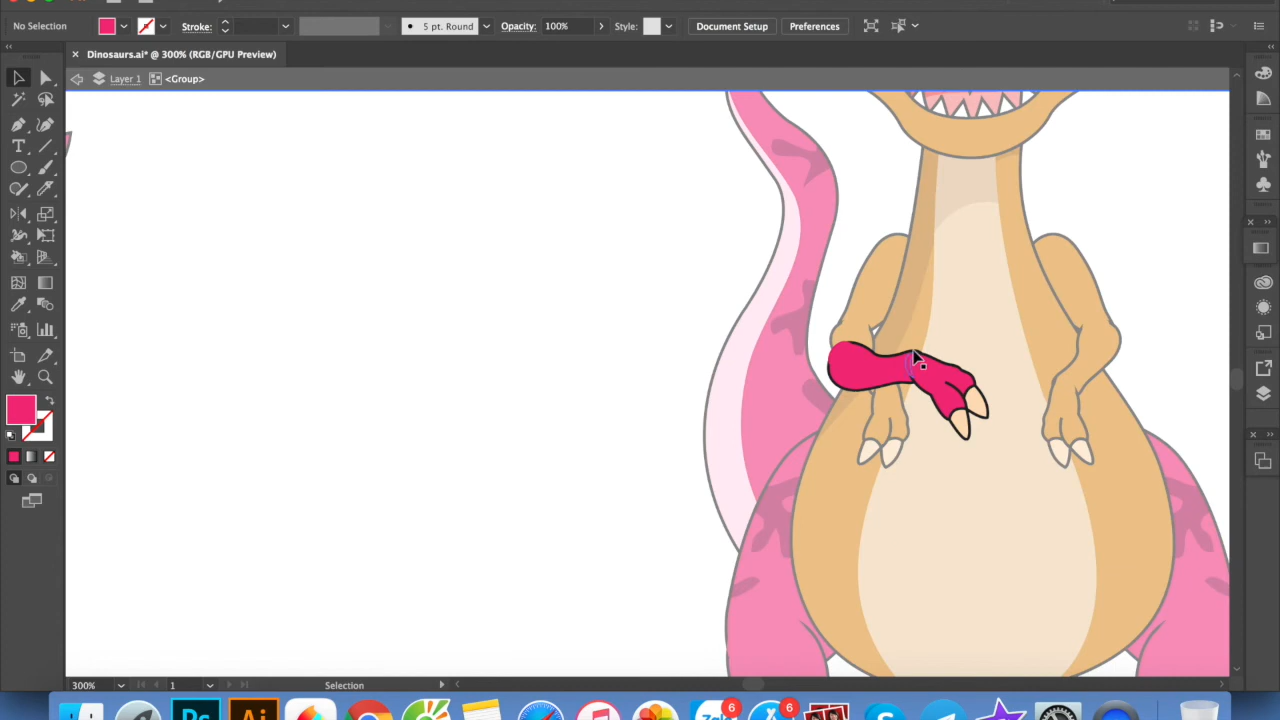 No Selection
Stroke:
5 pt. Round
Opacity:
100%
Style:
Document Setup
Preferences
Dinosaurs.ai* @ 300% (RGB/GPU Preview)
Layer 1
<Group>
300%
1
Selection
Ps
Ai
6
6